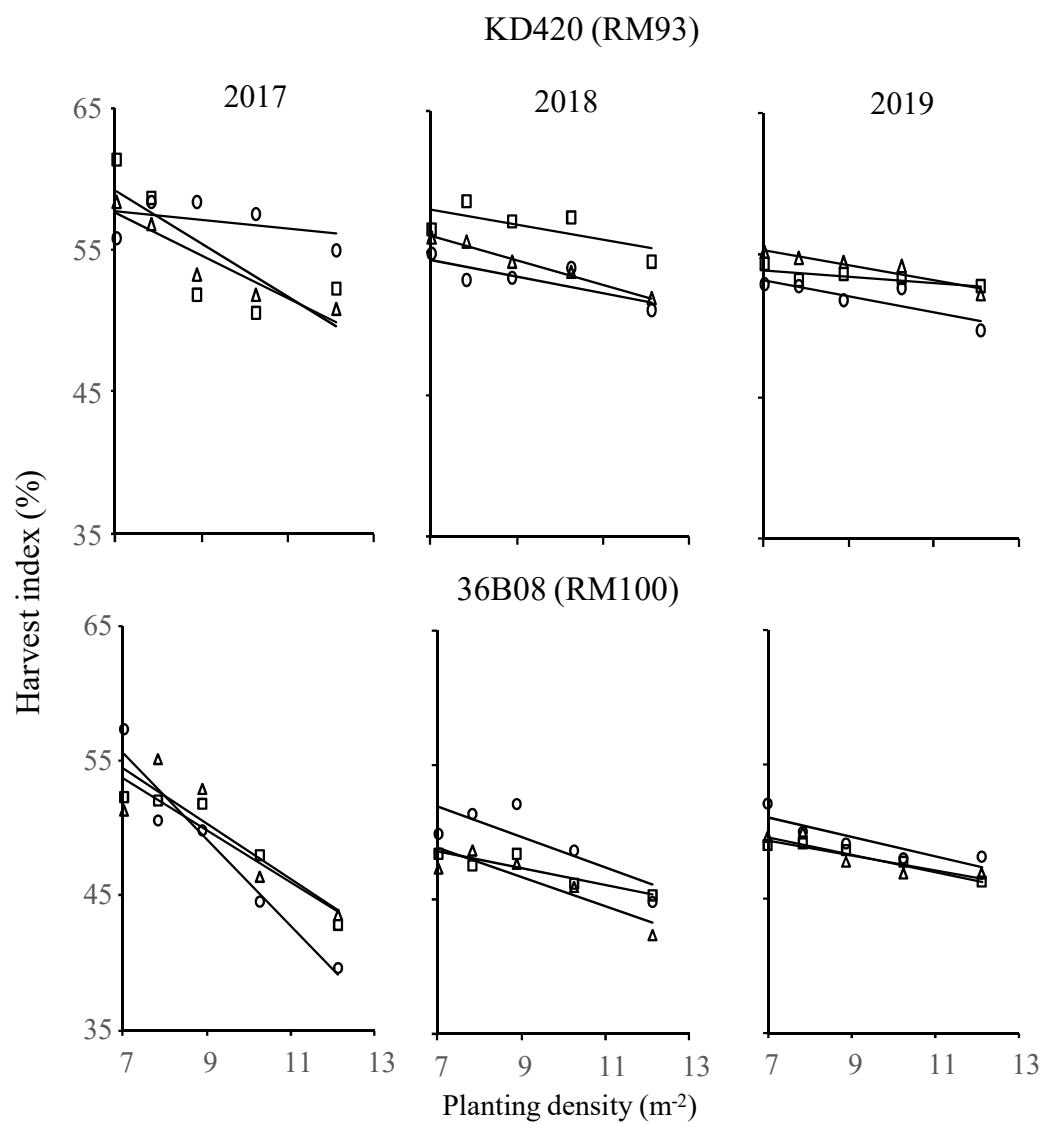 KD420 (RM93)
2017
2018
2019
65
55
45
35
Harvest index (%)
36B08 (RM100)
65
55
45
35
7 9 11 13
7 9 11 13
7 9 11 13
Planting density (m-2)